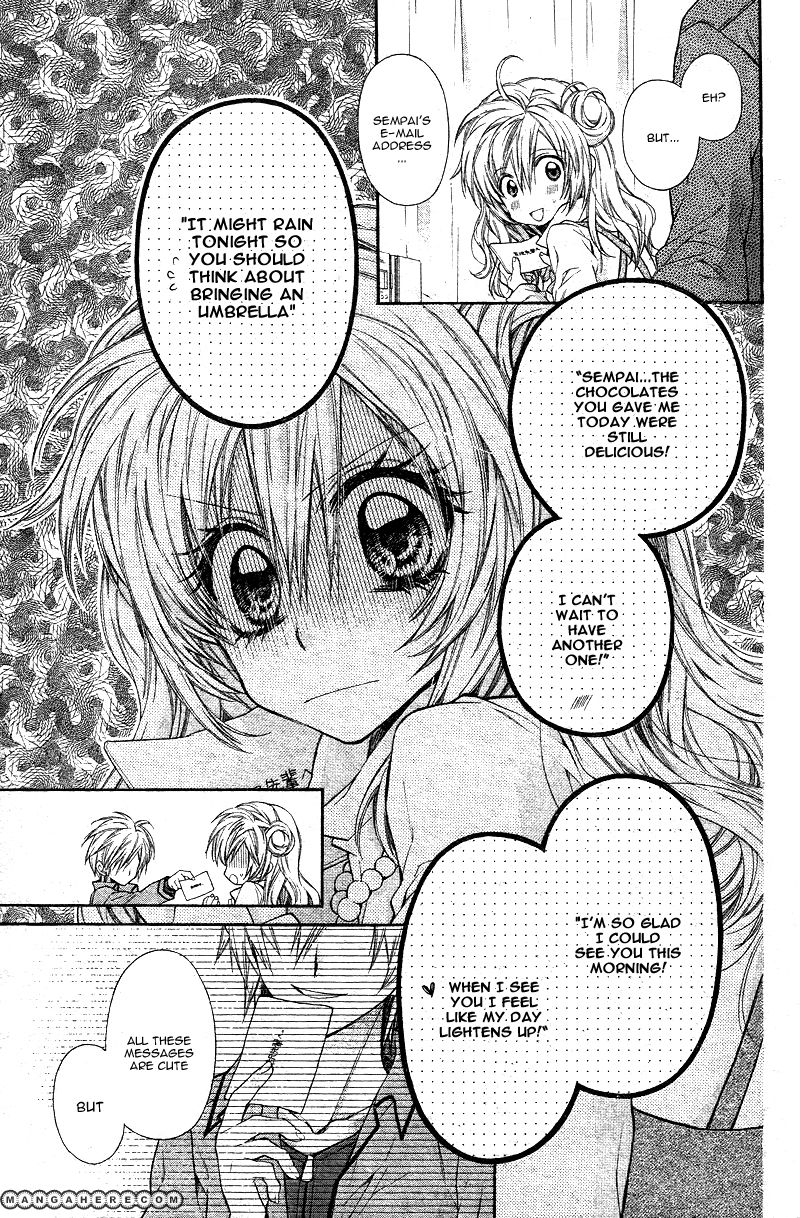 EH?
BUT...
SEMPAI'S
E-MAIL
ADDRESS
...
"SEMPAI...THE
CHOCOLATES
YOU GAVE ME
TODAY WERE
STILL
DELICIOUS!
I CAN'T
WAIT TO
HAVE
ANOTHER
ONE!"
"IT MIGHT RAIN
TONIGHT SO
YOU SHOULD
THINK ABOUT
BRINGING AN
UMBRELLA"
"I'M SO GLAD
I COULD
SEE YOU THIS
MORNING!
WHEN I SEE
YOU I FEEL
LIKE MY DAY
LIGHTENS UP!"
先輩へ
ALL THESE
MESSAGES
ARE CUTE
BUT
MANGAHERE.COM